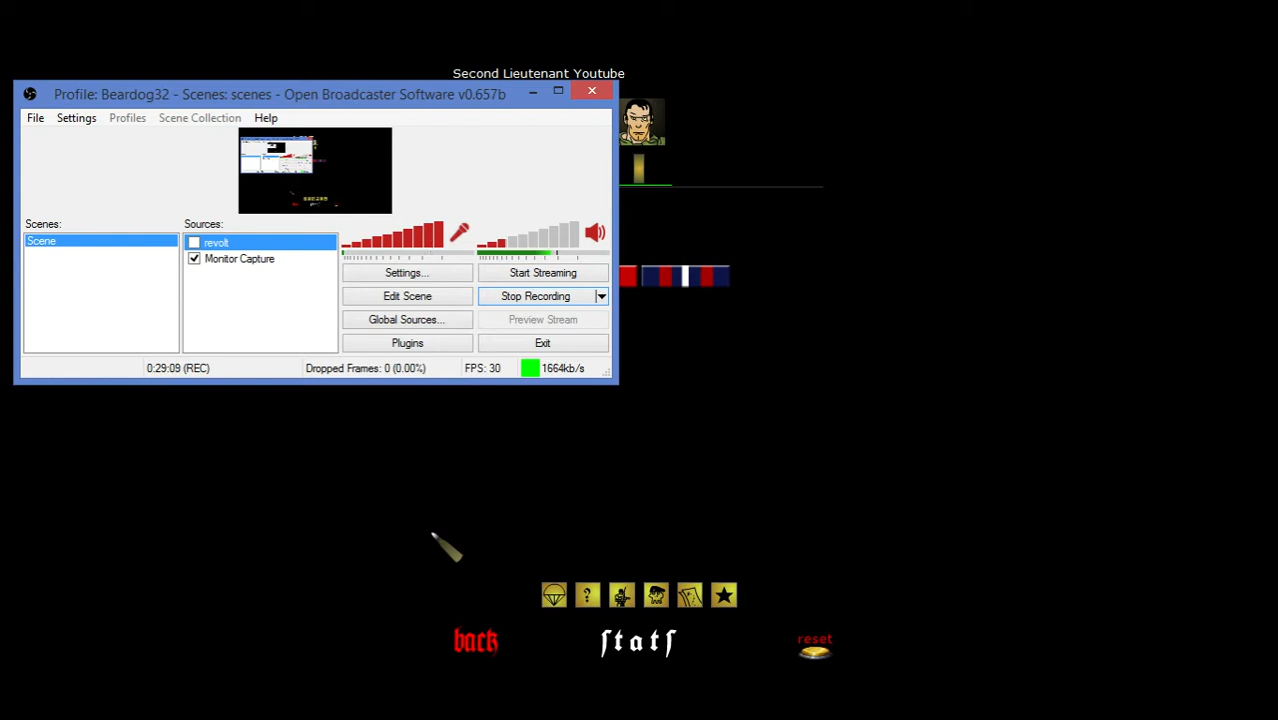 Second Lieutenant Youtube
Profile: Beardog32 - Scenes: scenes - Open Broadcaster Software v0.657b
File Settings Profiles Scene Collection Help
Scenes: Sources:
Scene
revolt
Monitor Capture
Settings... Start Streaming
Edit Scene Stop Recording
Global Sources... Preview Stream
Plugins Exit
0:29:09 (REC) Dropped Frames: 0 (0.00%) FPS: 30 1664kb/s
?
back ſtatſ reset